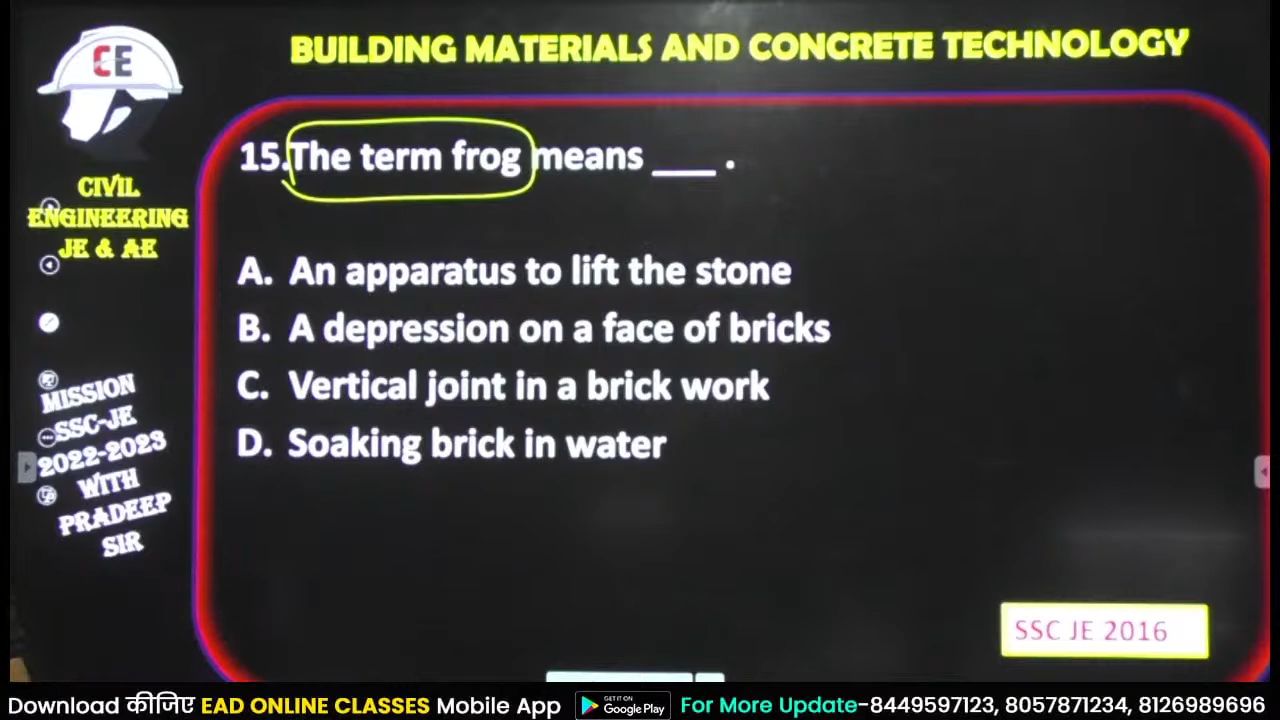 CE
BUILDING MATERIALS AND CONCRETE TECHNOLOGY
15.The term frog means ___ .
CIVIL
ENGINEERING
JE & AE
A. An apparatus to lift the stone
B. A depression on a face of bricks
C. Vertical joint in a brick work
D. Soaking brick in water
MISSION
SSC-JE
2022-2023
WITH
PRADEEP
SIR
SSC JE 2016
Download कीजिए EAD ONLINE CLASSES Mobile App GET IT ON Google Play For More Update-8449597123, 8057871234, 8126989696